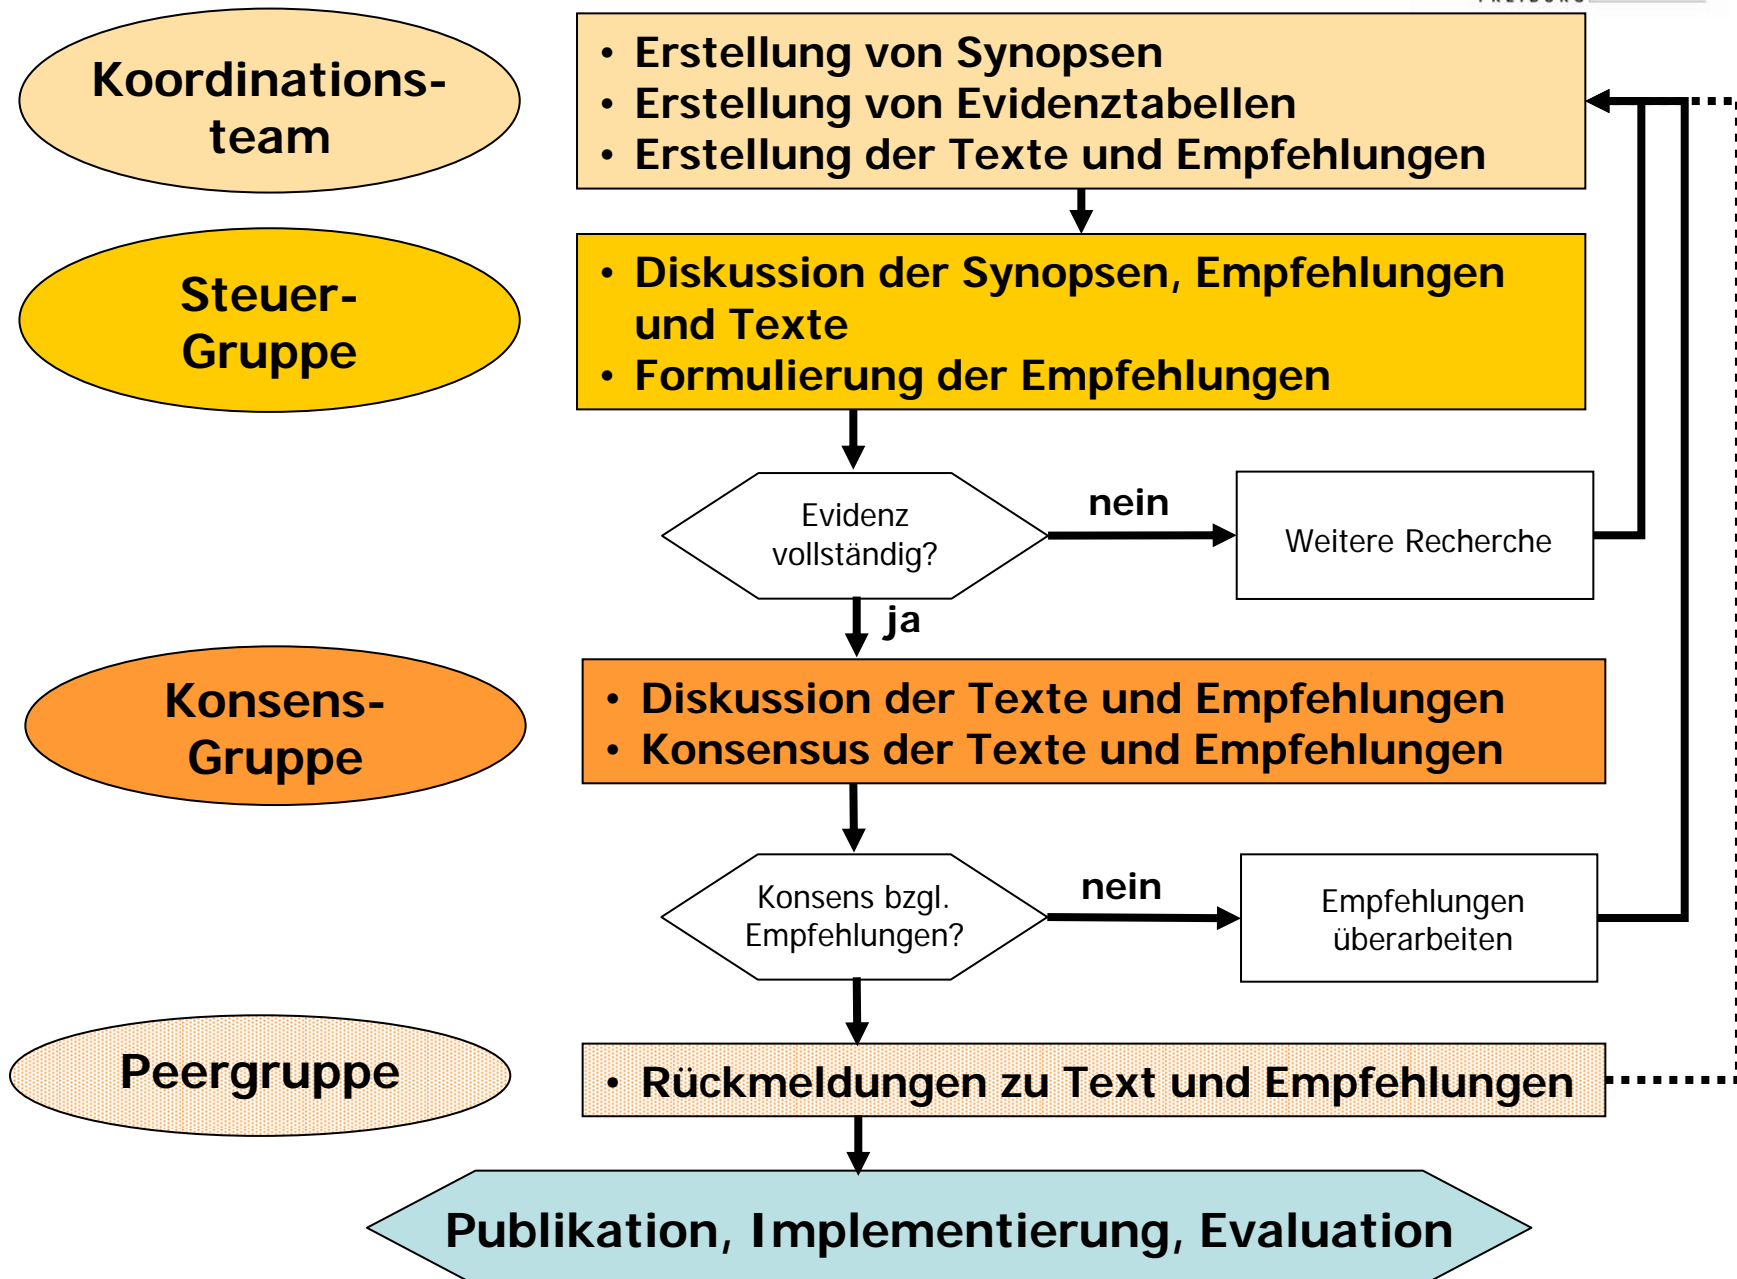 FREIBURG
Koordinations-
team
• Erstellung von Synopsen
• Erstellung von Evidenztabellen
• Erstellung der Texte und Empfehlungen
Steuer-
Gruppe
• Diskussion der Synopsen, Empfehlungen
und Texte
• Formulierung der Empfehlungen
Evidenz
vollständig?
nein
Weitere Recherche
ja
Konsens-
Gruppe
• Diskussion der Texte und Empfehlungen
• Konsensus der Texte und Empfehlungen
Konsens bzgl.
Empfehlungen?
nein
Empfehlungen
überarbeiten
Peergruppe
• Rückmeldungen zu Text und Empfehlungen
Publikation, Implementierung, Evaluation